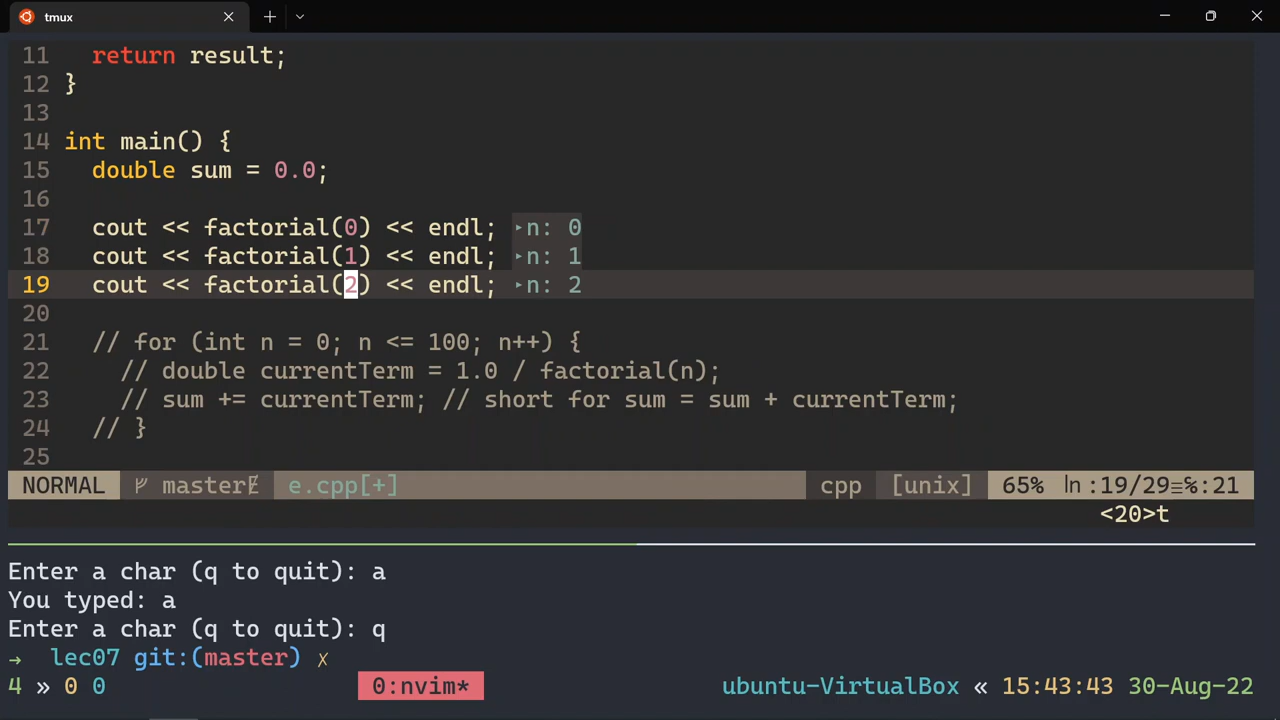 tmux
11 return result;
12 }
13
14 int main() {
15 double sum = 0.0;
16
17 cout << factorial(0) << endl; ‣n: 0
18 cout << factorial(1) << endl; ‣n: 1
19 cout << factorial(2) << endl; ‣n: 2
20
21 // for (int n = 0; n <= 100; n++) {
22 // double currentTerm = 1.0 / factorial(n);
23 // sum += currentTerm; // short for sum = sum + currentTerm;
24 // }
25
NORMAL master e.cpp[+] cpp [unix] 65% ln :19/29≡℅:21
<20>t
Enter a char (q to quit): a
You typed: a
Enter a char (q to quit): q
→ lec07 git:(master) ✗
4 » 0 0 0:nvim* ubuntu-VirtualBox « 15:43:43 30-Aug-22